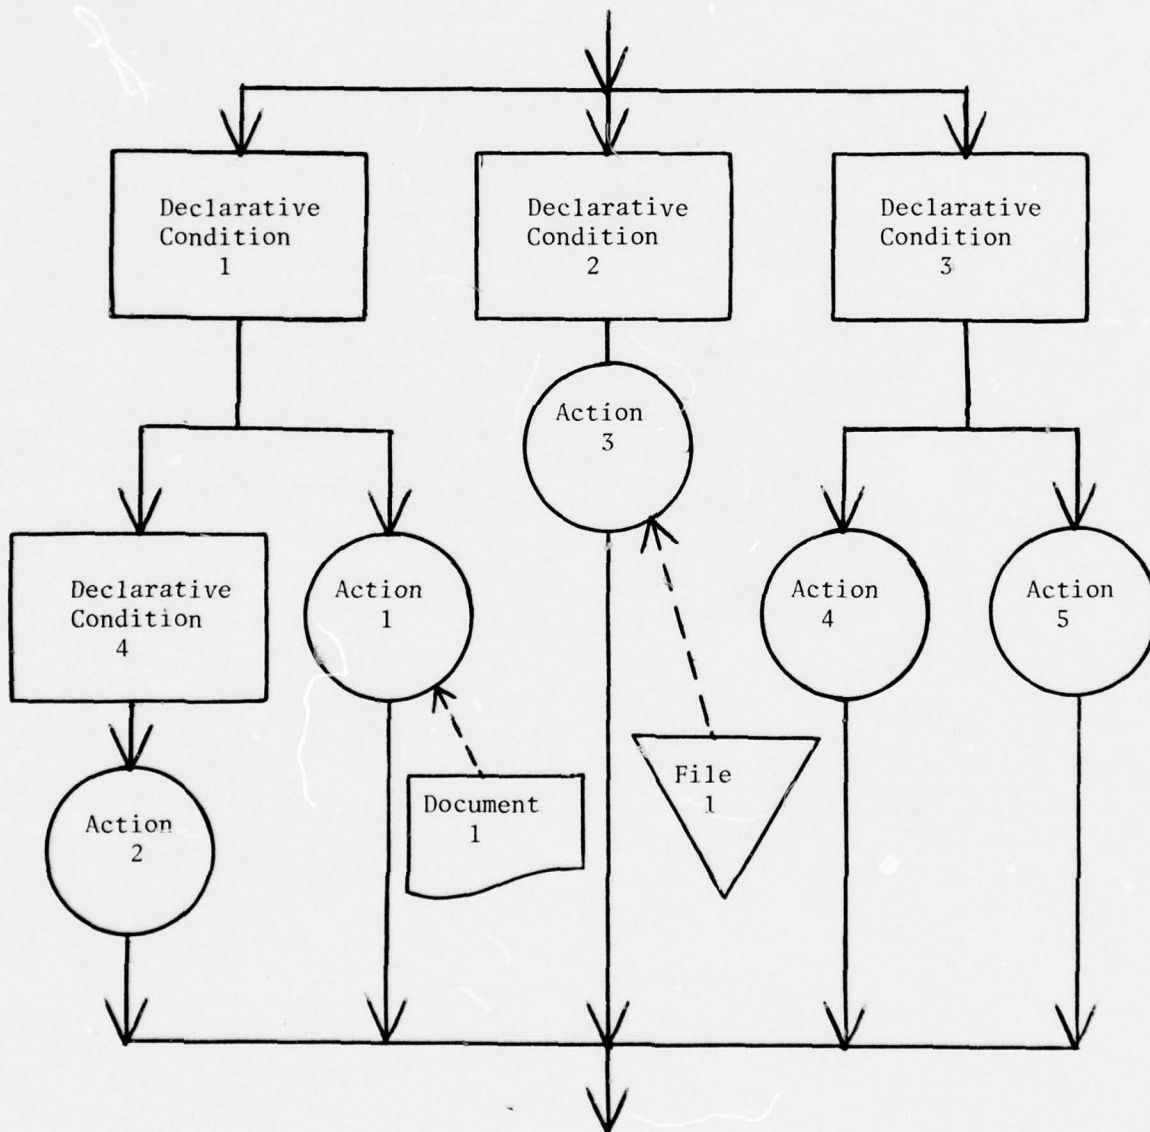 Declarative
Condition
1
Declarative
Condition
2
Declarative
Condition
3
Action
3
Declarative
Condition
4
Action
1
Action
4
Action
5
Action
2
Document
1
File
1